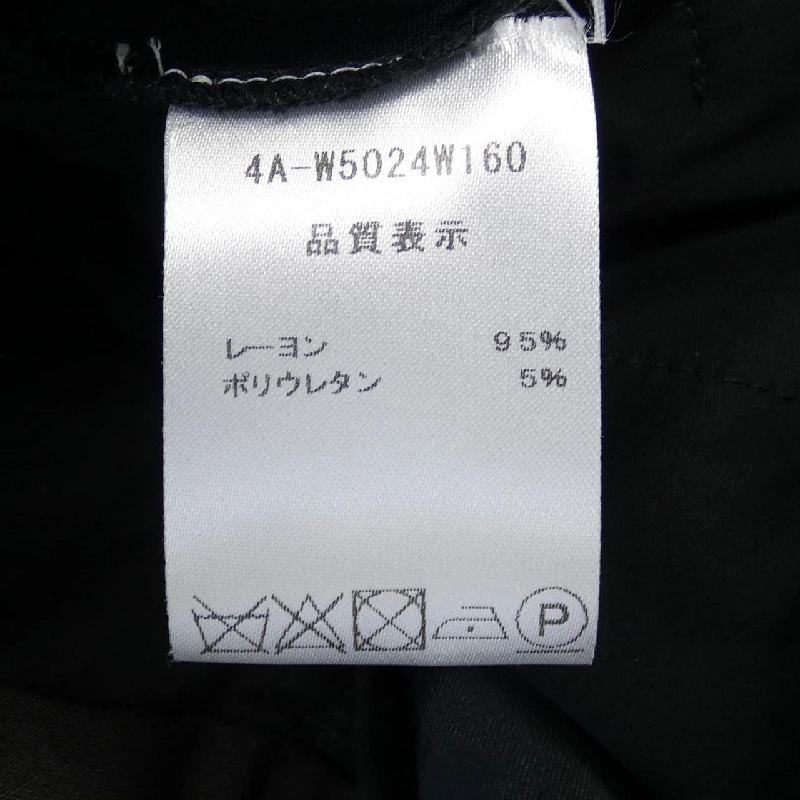 4A-W5024W160
品質表示
レーヨン 95%
ポリウレタン 5%
P